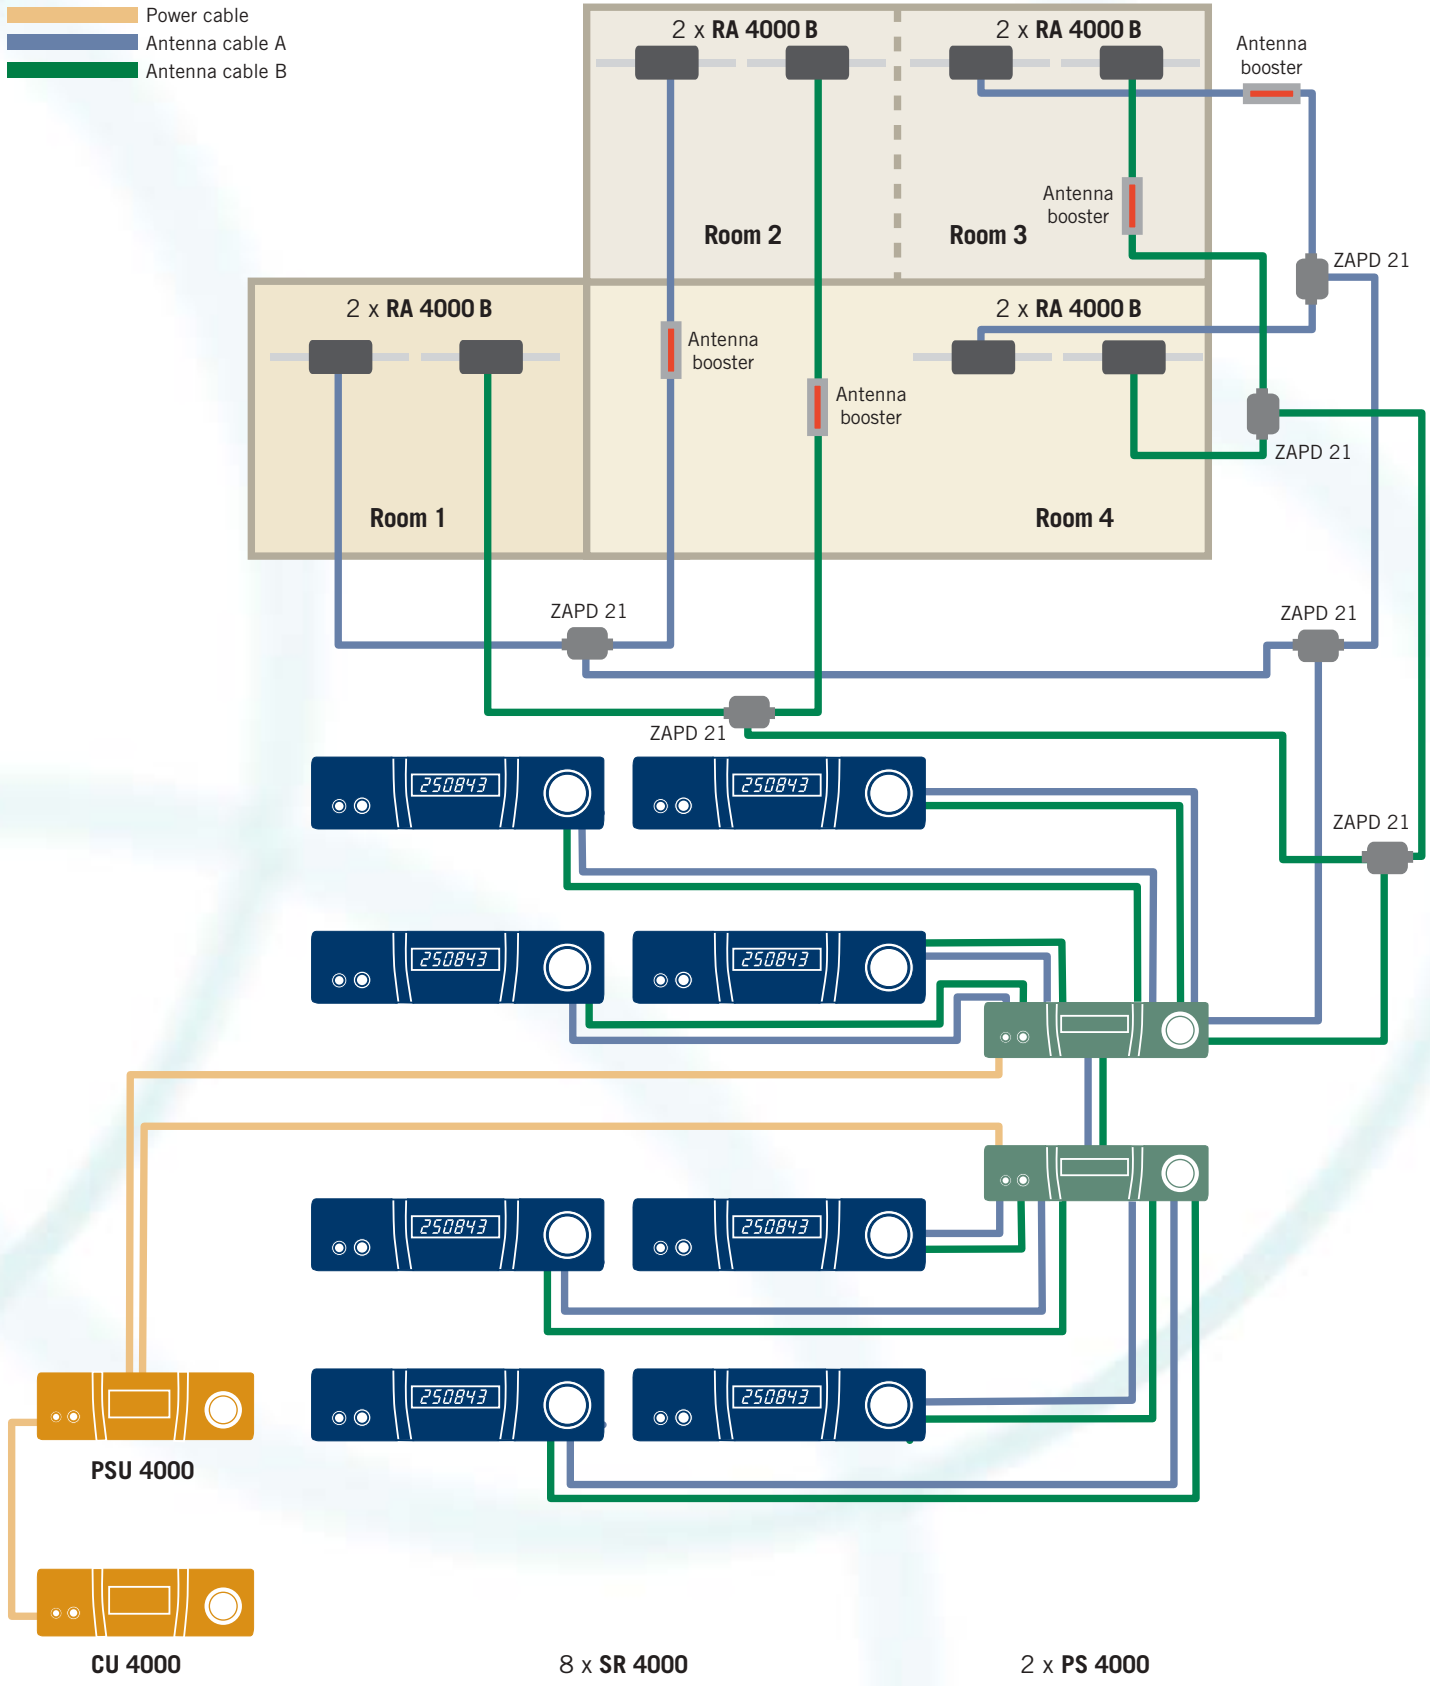 Power cable
Antenna cable A
Antenna cable B
2 x RA 4000 B
2 x RA 4000 B
Antenna
booster
Antenna
booster
Room 2
Room 3
ZAPD 21
2 x RA 4000 B
2 x RA 4000 B
Antenna
booster
Antenna
booster
ZAPD 21
Room 1
Room 4
ZAPD 21
ZAPD 21
ZAPD 21
250843
250843
ZAPD 21
250843
250843
250843
250843
250843
250843
PSU 4000
CU 4000
8 x SR 4000
2 x PS 4000